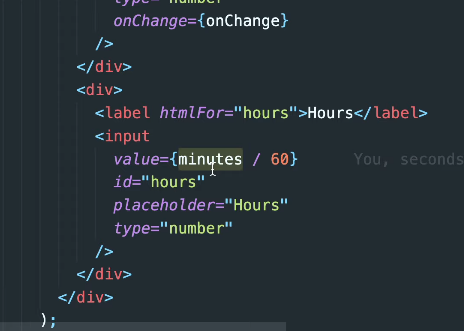 type="number"
onChange={onChange}
/>
</div>
<div>
<label htmlFor="hours">Hours</label>
<input
value={minutes / 60} You, seconds
id="hours"
placeholder="Hours"
type="number"
/>
</div>
</div>
);